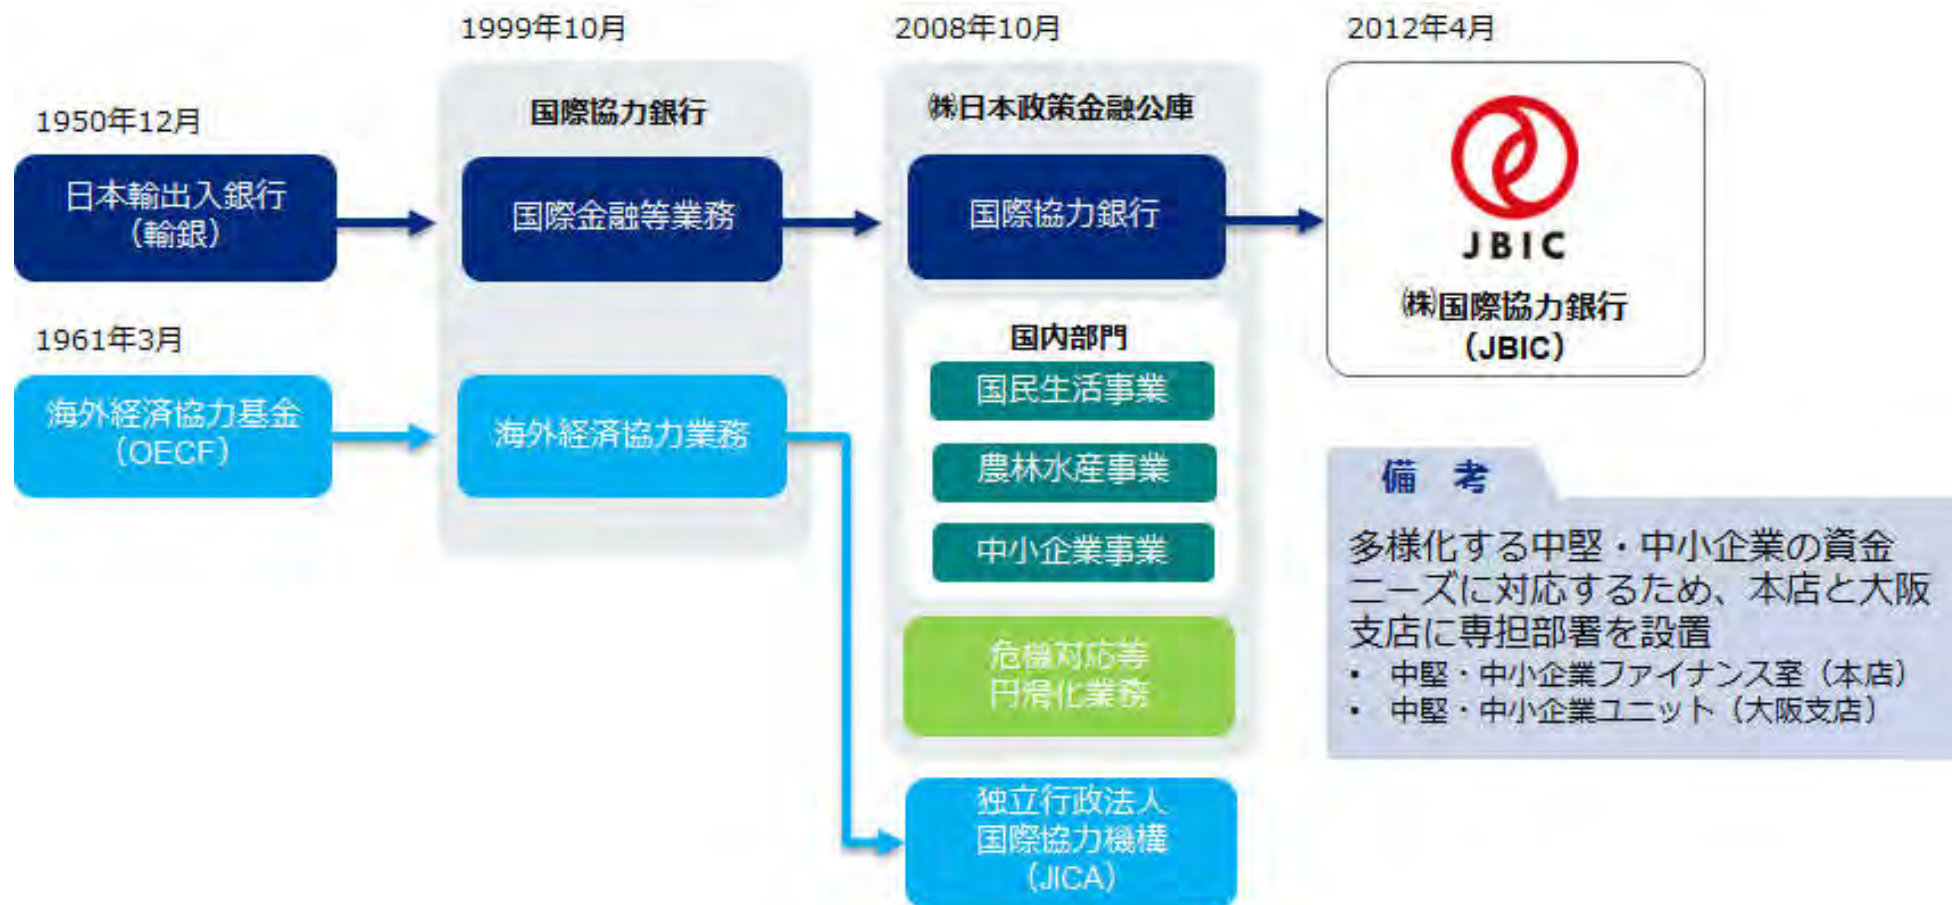 1950年12月
日本輸出入銀行
（輸銀）
1961年3月
海外経済協力基金
（OECF）
1999年10月
国際協力銀行
国際金融等業務
海外経済協力業務
2008年10月
㈱日本政策金融公庫
国際協力銀行
国内部門
国民生活事業
農林水産事業
中小企業事業
危機対応等
円滑化業務
独立行政法人
国際協力機構
（JICA）
2012年4月
JBIC
㈱国際協力銀行
（JBIC）
備 考
多様化する中堅・中小企業の資金
ニーズに対応するため、本店と大阪
支店に専担部署を設置
• 中堅・中小企業ファイナンス室（本店）
• 中堅・中小企業ユニット（大阪支店）